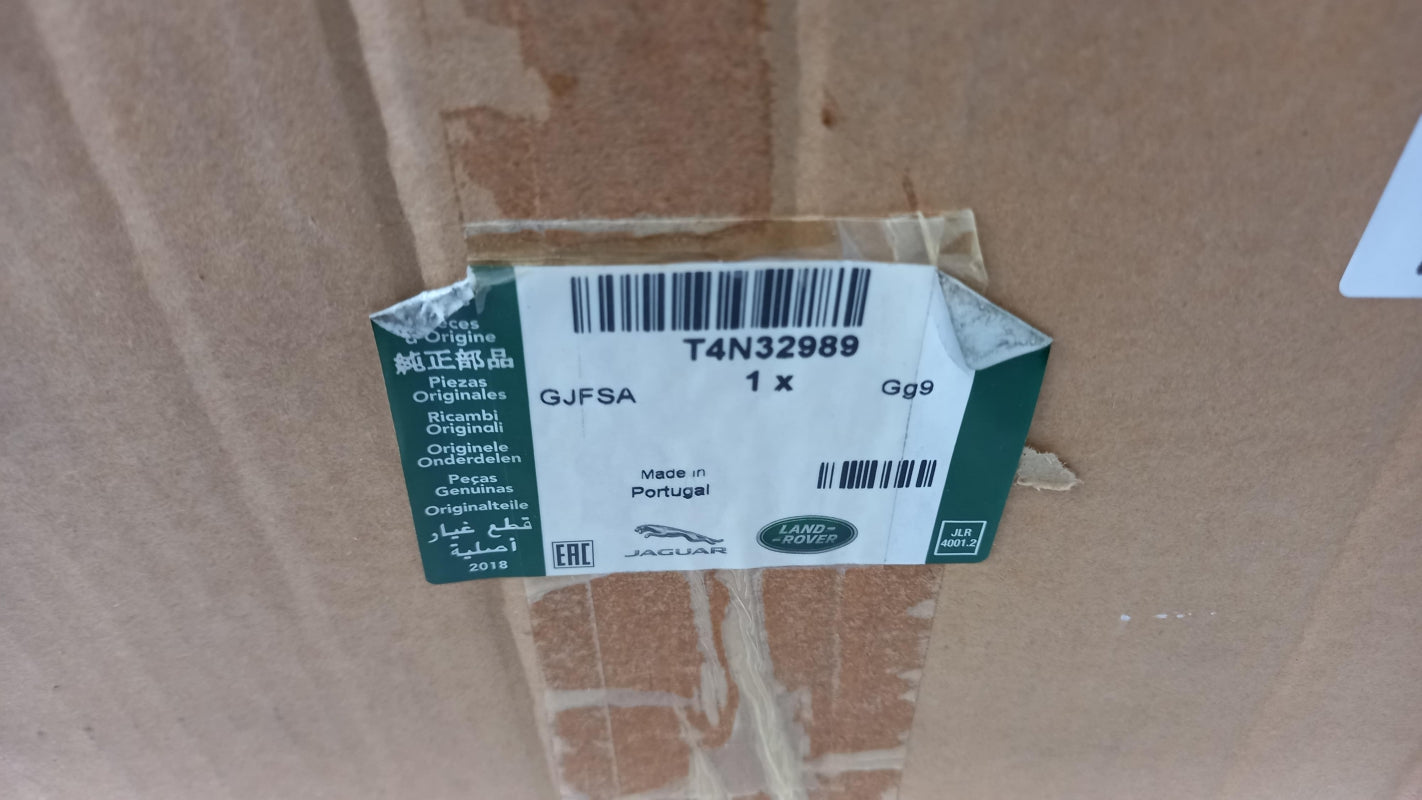 d'Origine
純正部品
Piezas
Originales
Ricambi
Originali
Originele
Onderdelen
Peças
Genuinas
Originalteile
قطع غيار
أصلية
2018
T4N32989
1 x
GJFSA
Gg9
Made in
Portugal
EAC
JAGUAR
LAND-
-ROVER
JLR
4001.2